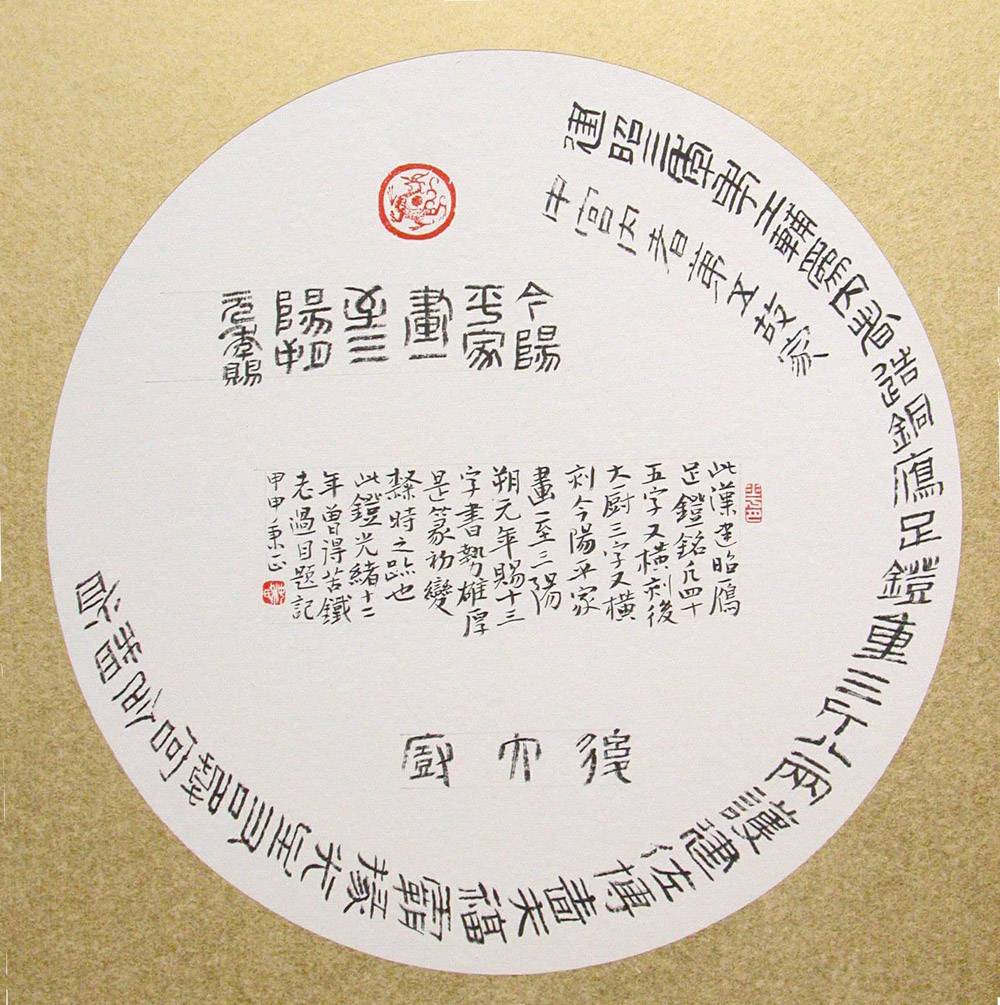 建昭三年考工輔爲內者造銅鴈足鐙重三斤八兩護建佐博嗇夫福霸掾光主右丞宮令相省
中宮內者第五故家
今陽
平家
畫一
至三
陽朔
元年賜
此漢建昭鴈
足鐙銘凡四十
五字又橫刻後
大厨三字又橫
刻今陽平家
畫一至三陽
朔元年賜十三
字書勢雄厚
是篆初變
隸時之跡也
此鐙光緒十二
年曾得苦鐵
老過目題記
甲申秉正
後大廚